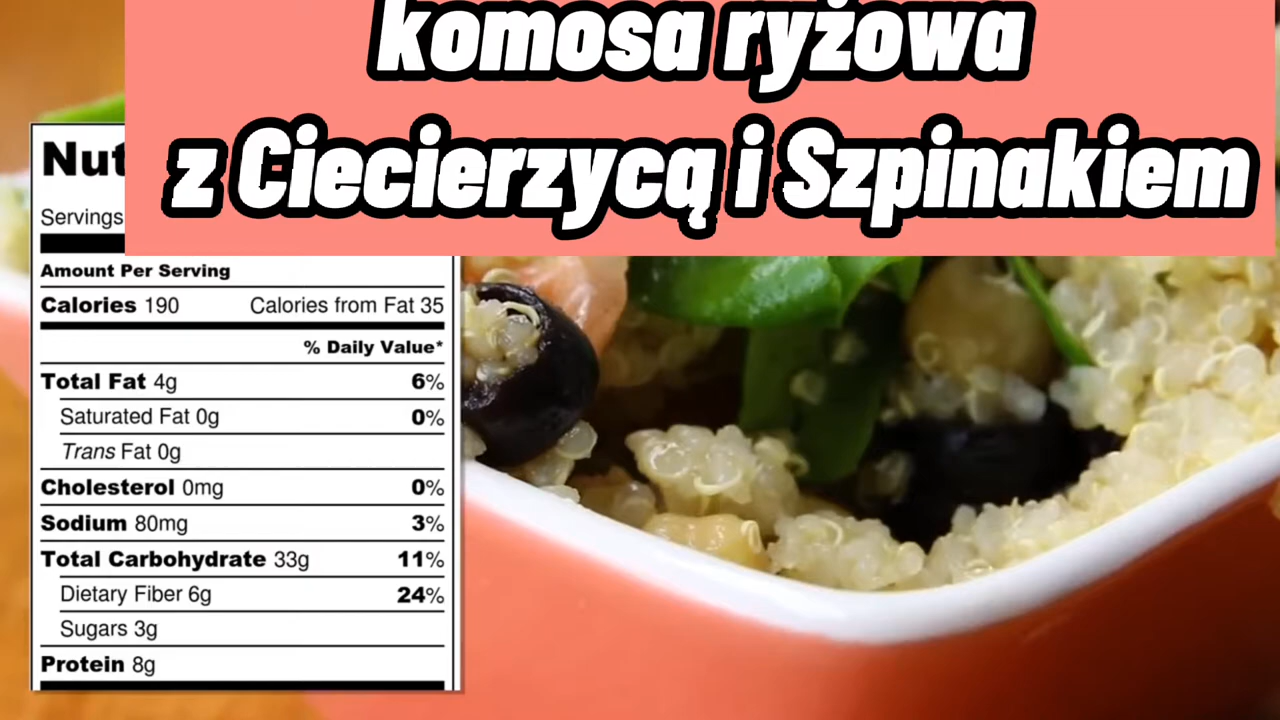 komosa ryżowa
z Ciecierzycą i Szpinakiem
Servings
Amount Per Serving
Calories 190 Calories from Fat 35
% Daily Value*
Total Fat 4g 6%
Saturated Fat 0g 0%
Trans Fat 0g
Cholesterol 0mg 0%
Sodium 80mg 3%
Total Carbohydrate 33g 11%
Dietary Fiber 6g 24%
Sugars 3g
Protein 8g